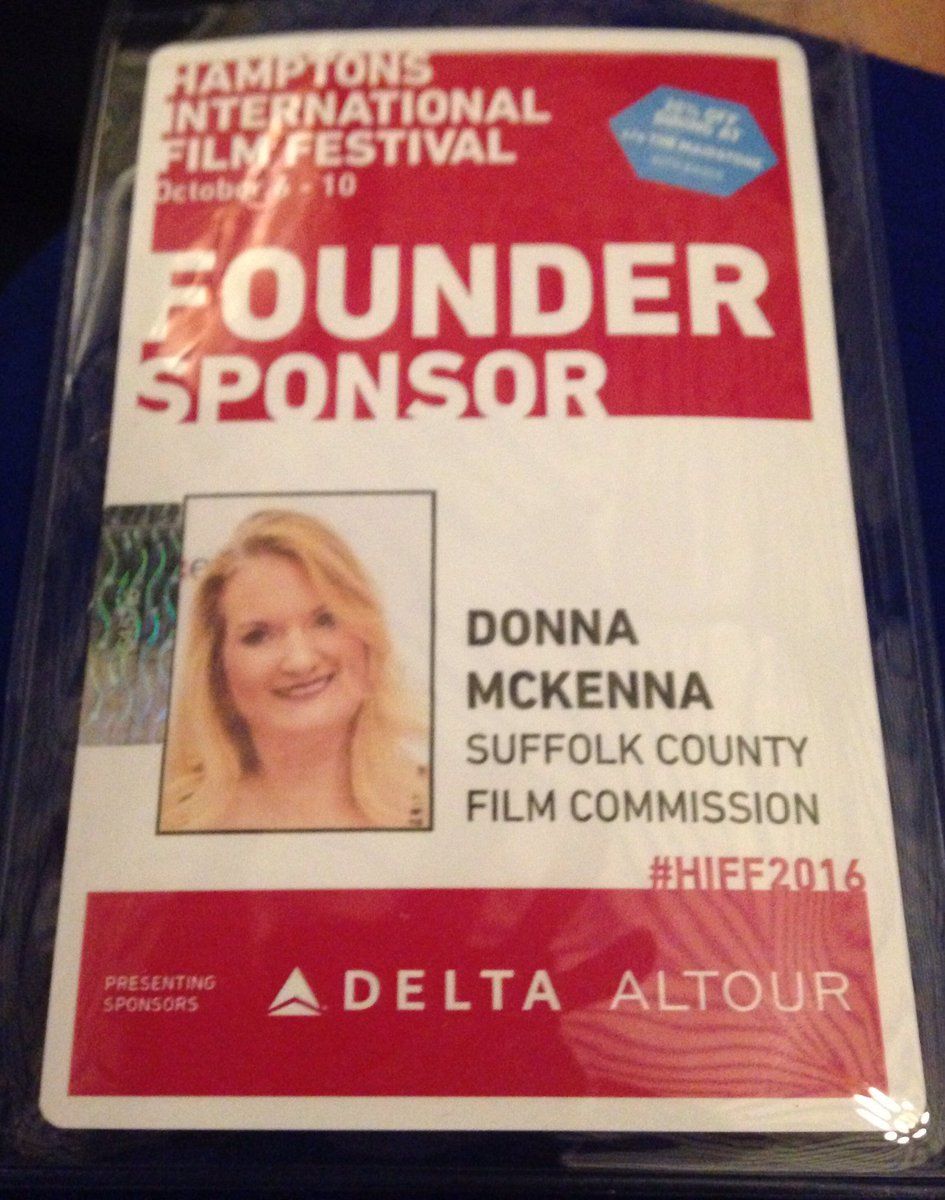 HAMPTONS
INTERNATIONAL
FILM FESTIVAL
October 6 - 10
FOUNDER
SPONSOR
DONNA
MCKENNA
SUFFOLK COUNTY
FILM COMMISSION
#HIFF2016
PRESENTING
SPONSORS
DELTA
ALTOUR